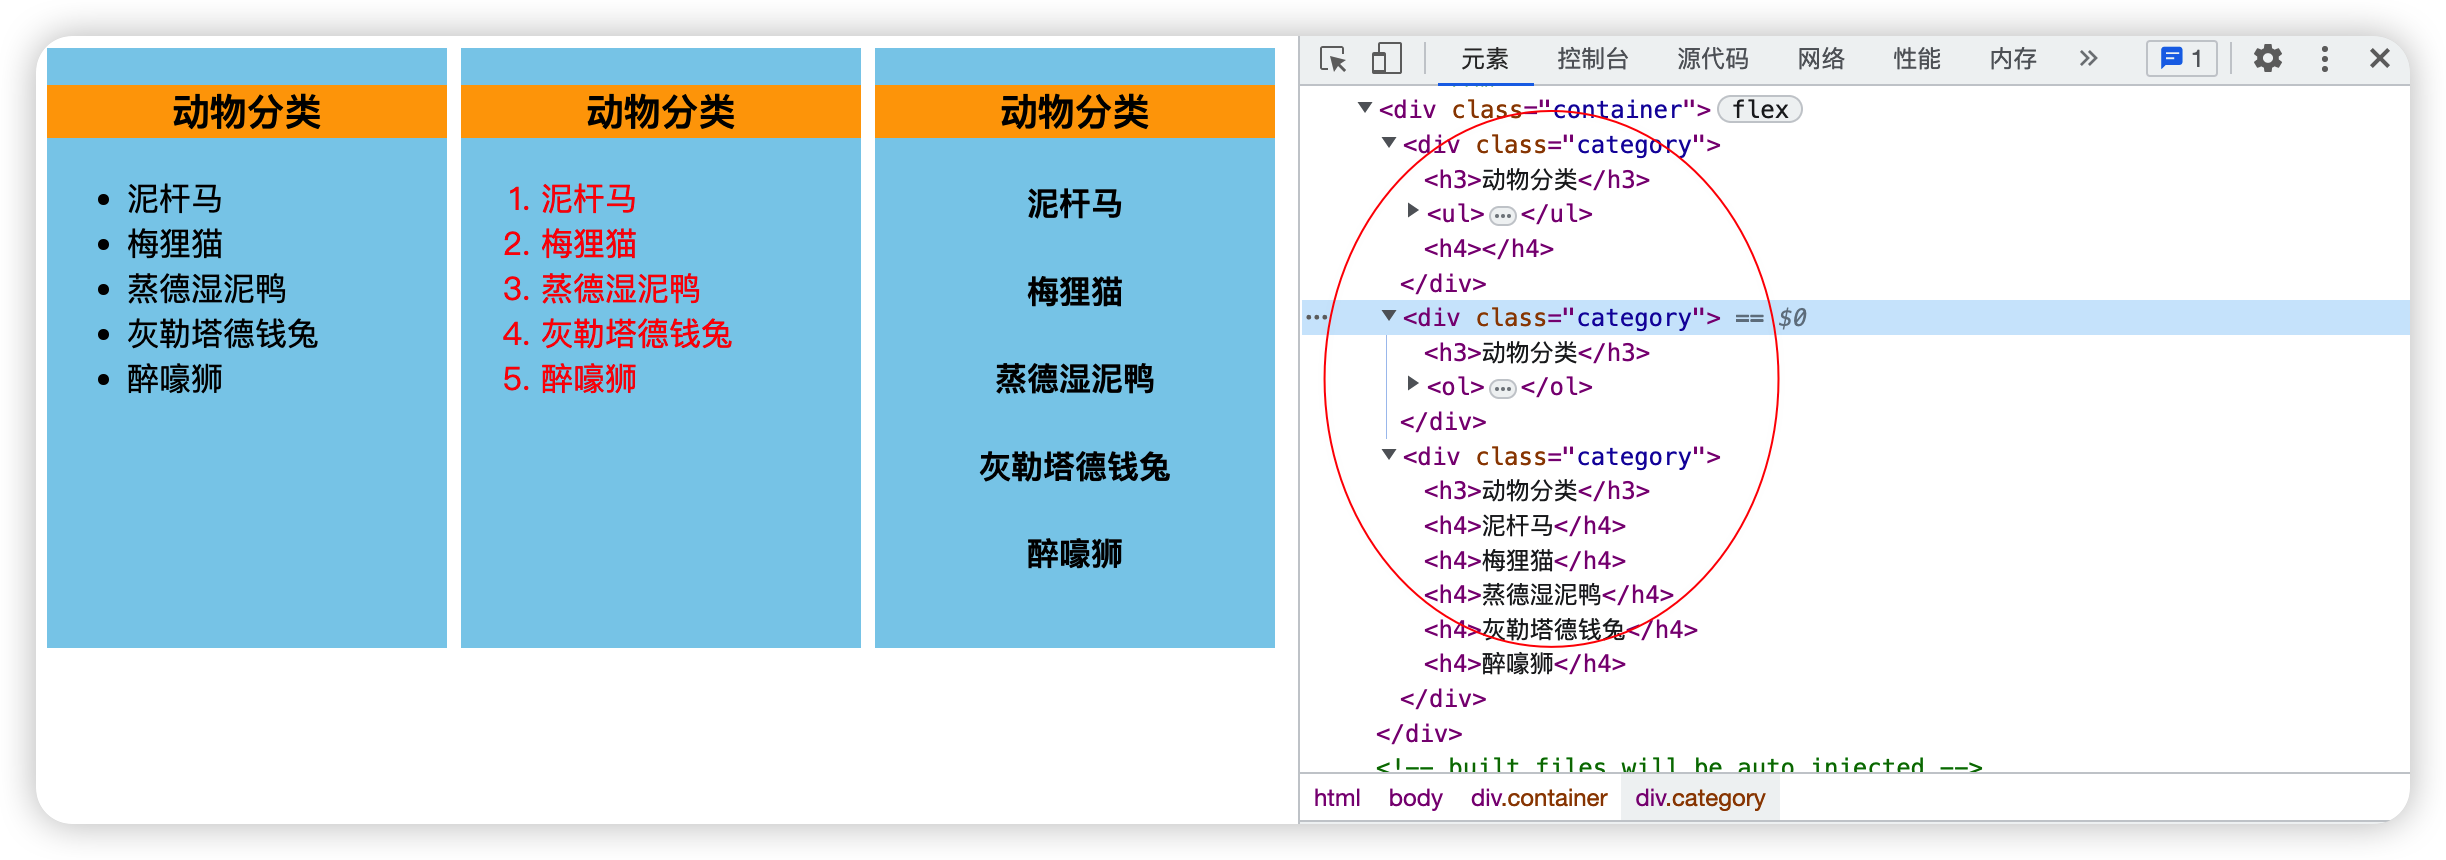 动物分类
泥杆马
梅狸猫
蒸德湿泥鸭
灰勒塔德钱兔
醉嚎狮
动物分类
1. 泥杆马
2. 梅狸猫
3. 蒸德湿泥鸭
4. 灰勒塔德钱兔
5. 醉嚎狮
动物分类
泥杆马
梅狸猫
蒸德湿泥鸭
灰勒塔德钱兔
醉嚎狮
元素 控制台 源代码 网络 性能 内存 1
<div class="container"> flex
<div class="category">
<h3>动物分类</h3>
<ul>…</ul>
<h4></h4>
</div>
<div class="category"> == $0
<h3>动物分类</h3>
<ol>…</ol>
</div>
<div class="category">
<h3>动物分类</h3>
<h4>泥杆马</h4>
<h4>梅狸猫</h4>
<h4>蒸德湿泥鸭</h4>
<h4>灰勒塔德钱兔</h4>
<h4>醉嚎狮</h4>
</div>
</div>
<!-- built files will be auto injected -->
html body div.container div.category